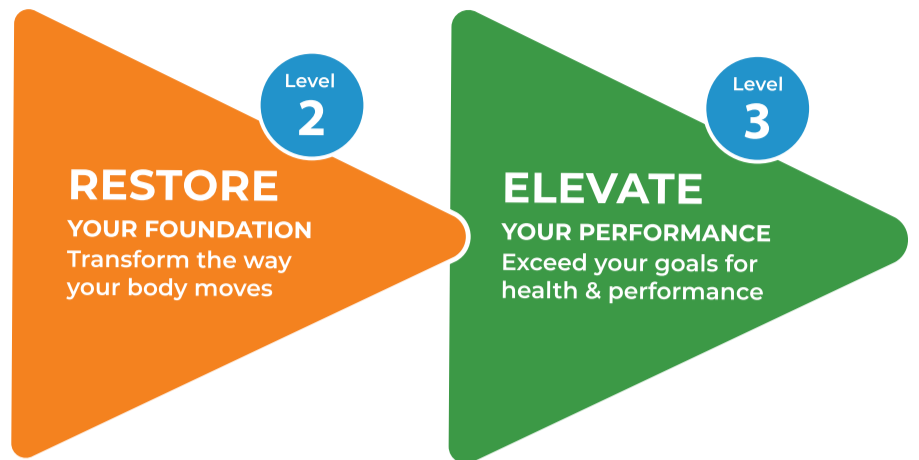 Level
2
RESTORE
YOUR FOUNDATION
Transform the way
your body moves
Level
3
ELEVATE
YOUR PERFORMANCE
Exceed your goals for
health & performance